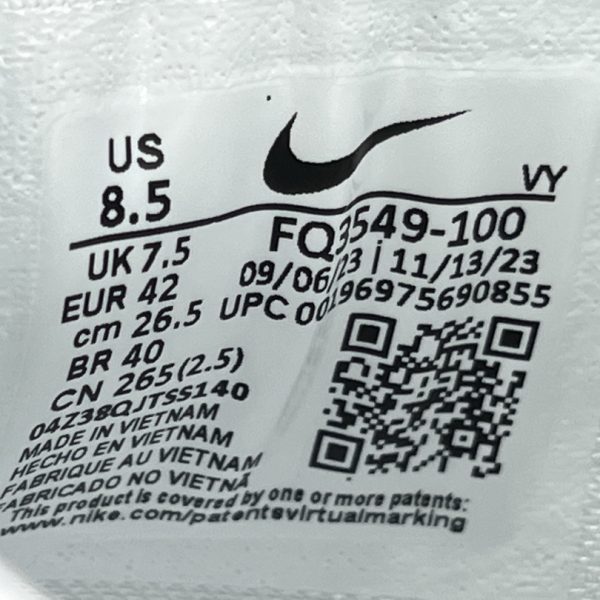 US
8.5
VY
UK 7.5
EUR 42
cm 26.5
BR 40
CN 265(2.5)
04Z38QJTSS140
FQ3549-100
09/06/23 | 11/13/23
UPC 00196975690855
MADE IN VIETNAM
HECHO EN VIETNAM
FABRIQUE AU VIETNAM
FABRICADO NO VIETNÃ
This product is covered by one or more patents:
www.nike.com/patentsvirtualmarking